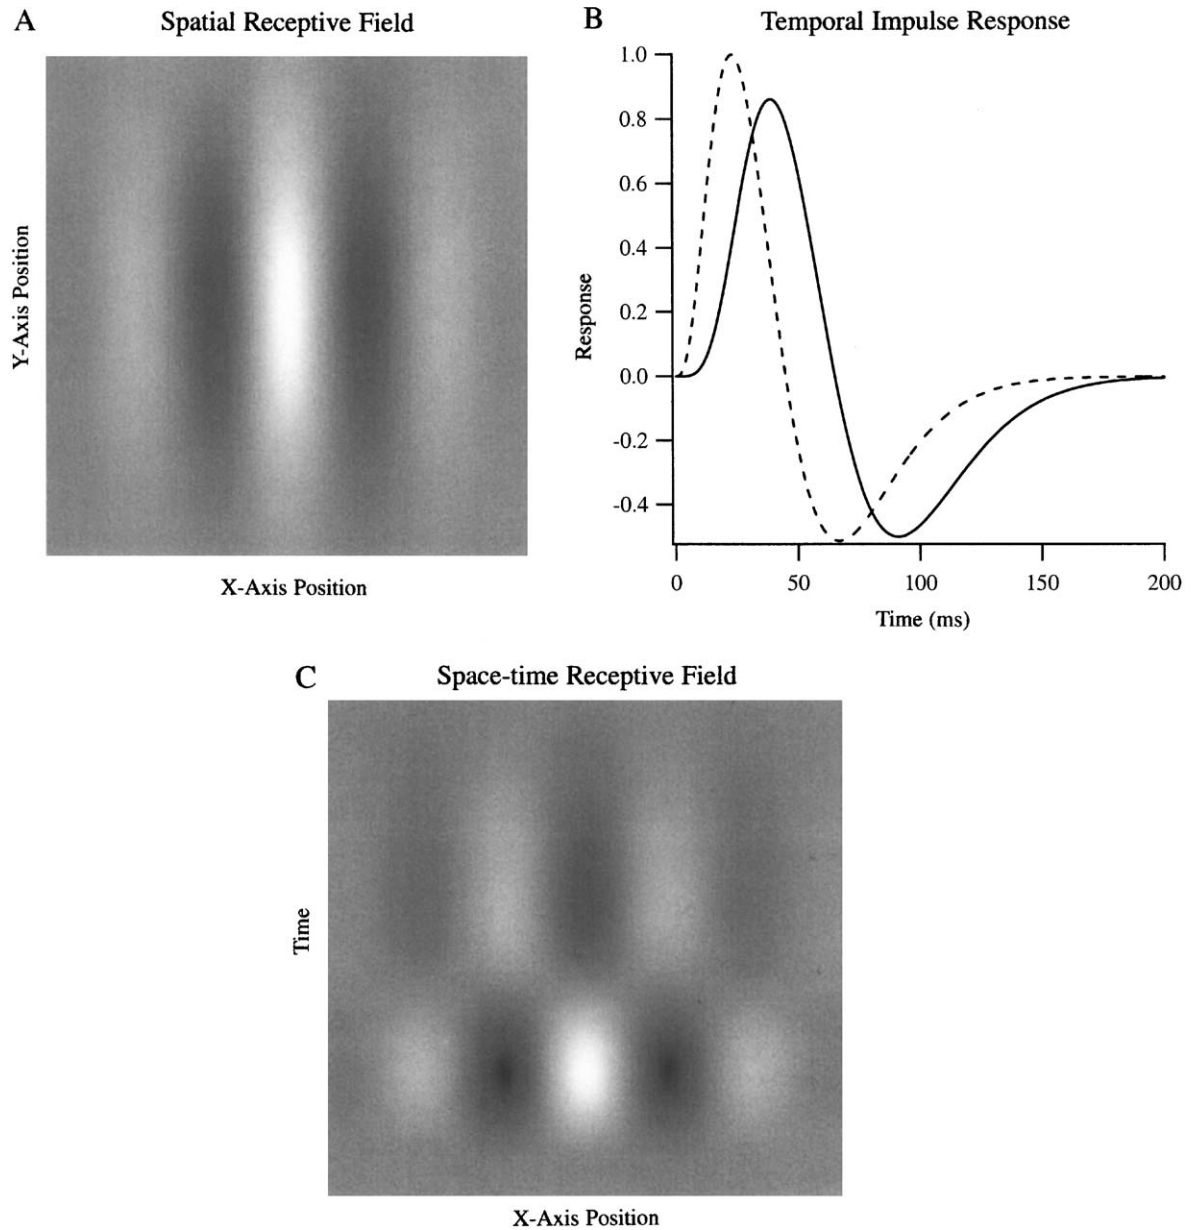 A
Spatial Receptive Field
Y-Axis Position
X-Axis Position
B
Temporal Impulse Response
1.0
0.8
0.6
0.4
0.2
0.0
-0.2
-0.4
Response
0 50 100 150 200
Time (ms)
C
Space-time Receptive Field
Time
X-Axis Position